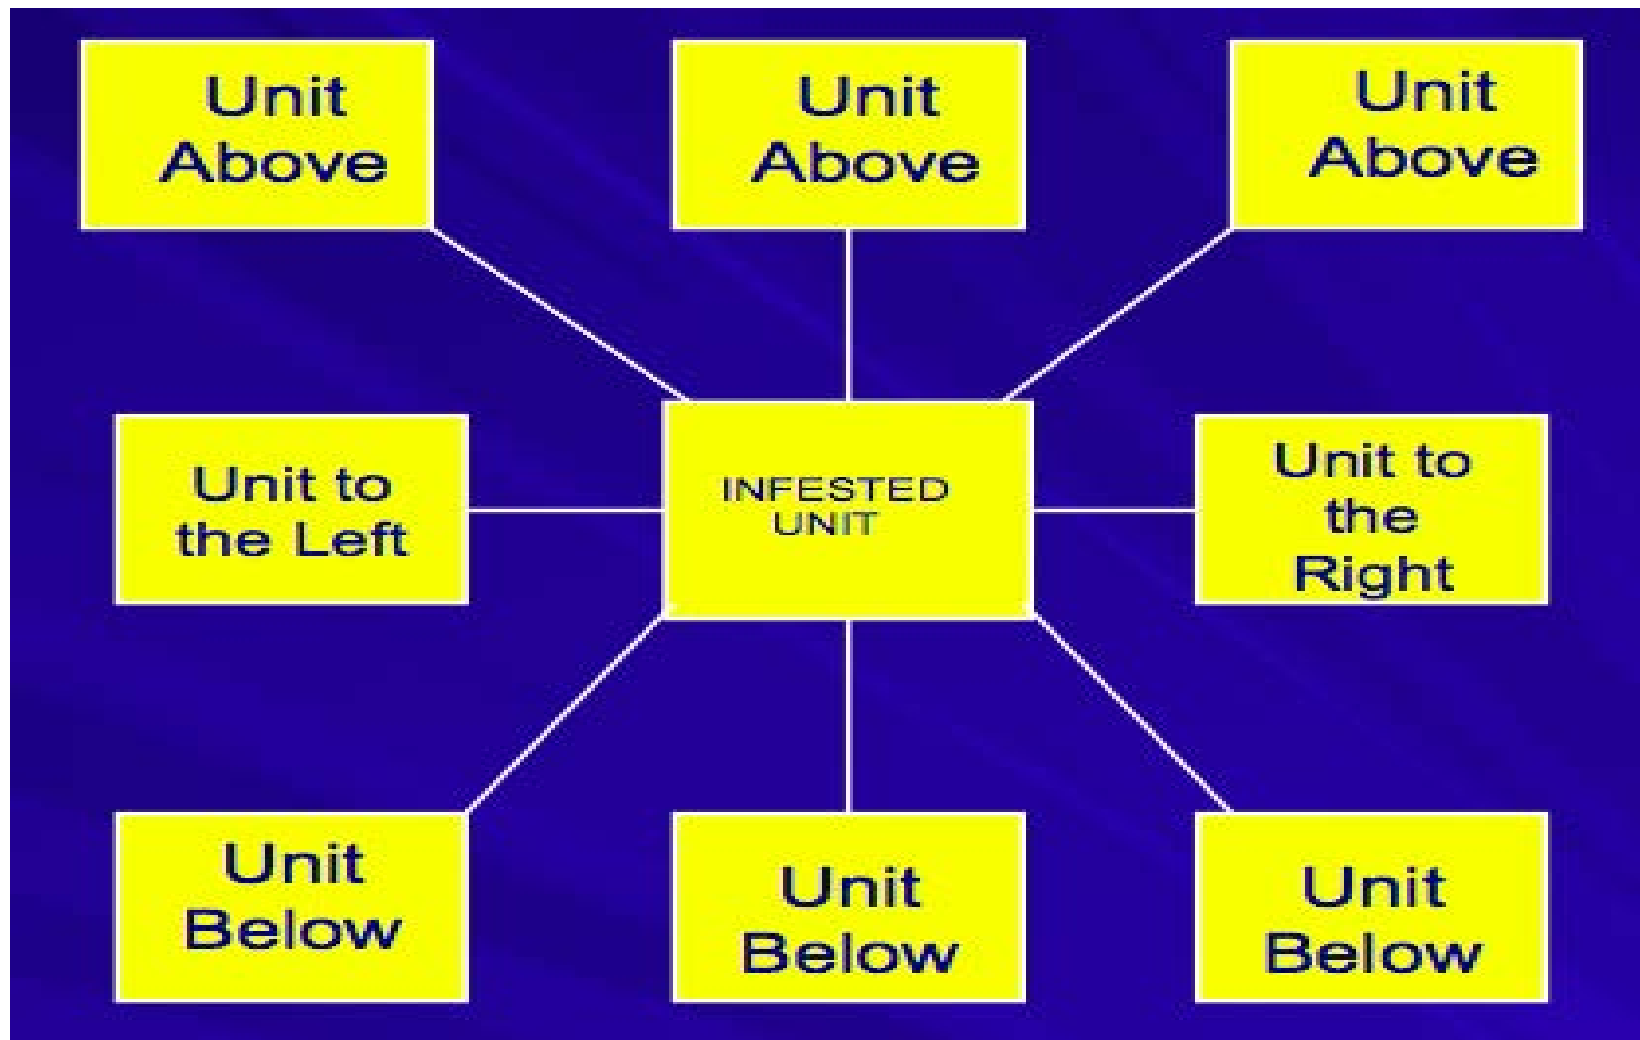 Unit
Above
Unit
Above
Unit
Above
Unit to
the Left
INFESTED
UNIT
Unit to
the
Right
Unit
Below
Unit
Below
Unit
Below